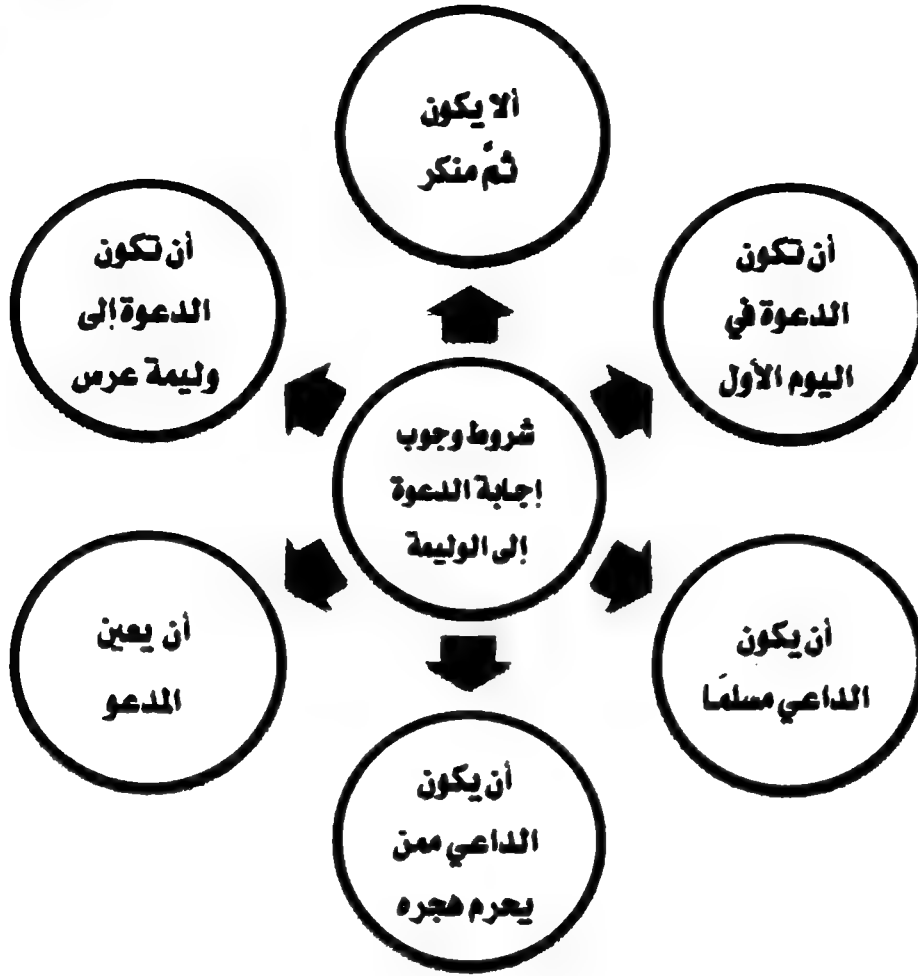 شروط وجوب
إجابة الدعوة
إلى الوليمة
ألا يكون
ثمَّ منكر
أن تكون
الدعوة في
اليوم الأول
أن يكون
الداعي مسلمًا
أن يكون
الداعي ممن
يحرم هجره
أن يعين
المدعو
أن تكون
الدعوة إلى
وليمة عرس